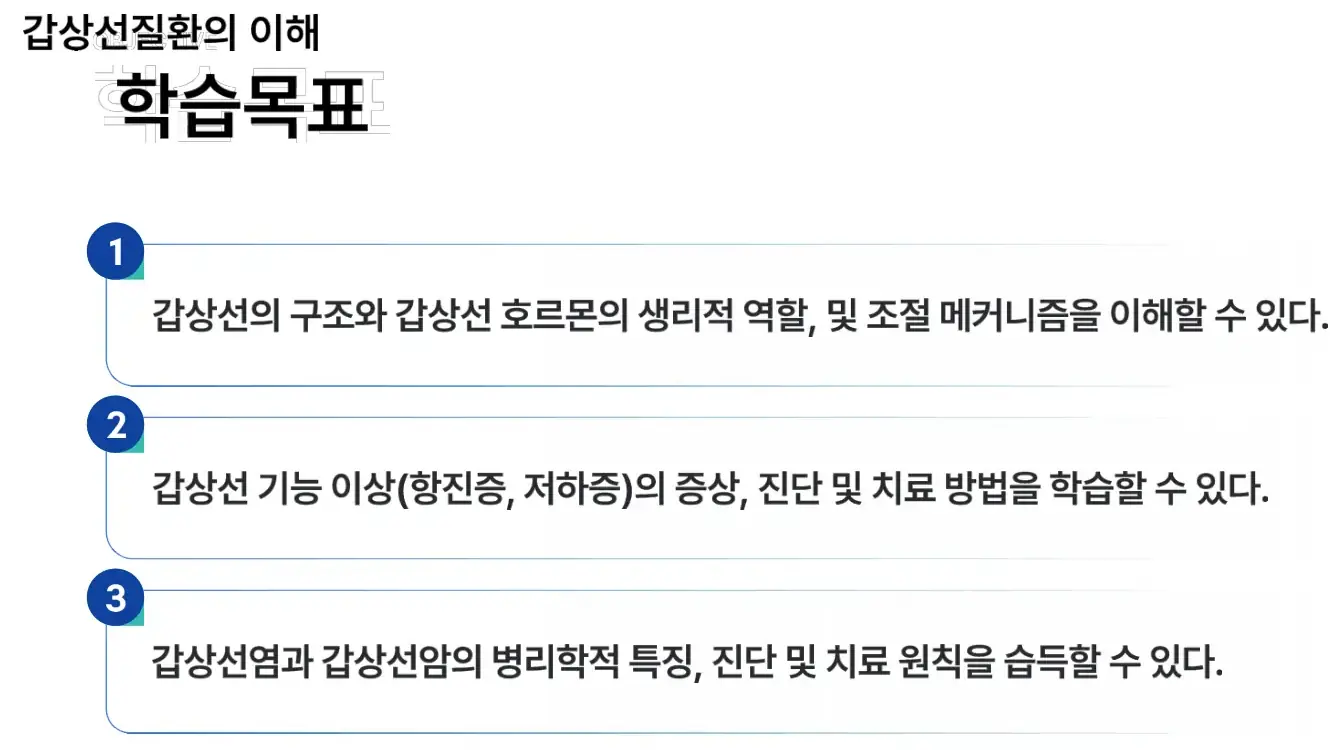 갑상선질환의 이해
학습목표
1
갑상선의 구조와 갑상선 호르몬의 생리적 역할, 및 조절 메커니즘을 이해할 수 있다.
2
갑상선 기능 이상(항진증, 저하증)의 증상, 진단 및 치료 방법을 학습할 수 있다.
3
갑상선염과 갑상선암의 병리학적 특징, 진단 및 치료 원칙을 습득할 수 있다.